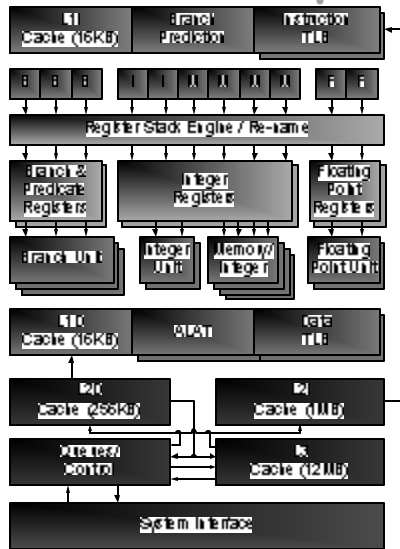 L1I
Cache (16KB)
Branch
Prediction
Instruction
TLB
B B B
I I M M M M
F F
Register Stack Engine / Re-name
Branch &
Predicate
Registers
Integer
Registers
Floating
Point
Registers
Branch Unit
Integer
Unit
Memory/
Integer
Floating
Point Unit
L1D
Cache (16KB)
ALAT
Data
TLB
L2D
Cache (256KB)
L2I
Cache (1MB)
Queues/
Control
L3
Cache (12MB)
System Interface